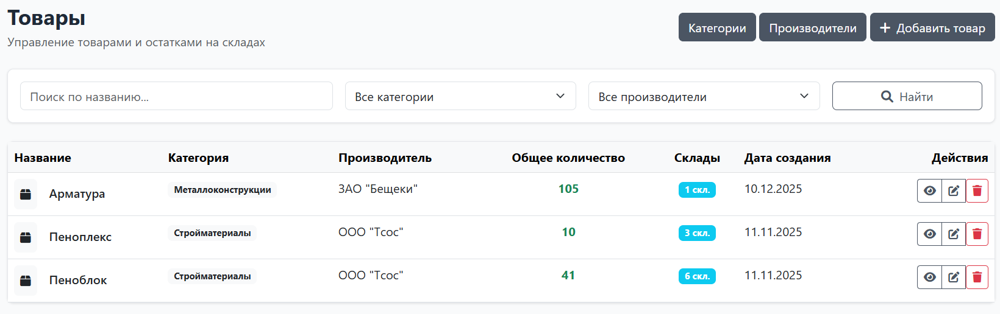 Товары
Управление товарами и остатками на складах
Категории
Производители
Добавить товар
Поиск по названию...
Все категории
Все производители
Найти
Название Категория Производитель Общее количество Склады Дата создания Действия
Арматура Металлоконструкции ЗАО "Бещеки" 105 1 скл. 10.12.2025
Пеноплекс Стройматериалы ООО "Тсос" 10 3 скл. 11.11.2025
Пеноблок Стройматериалы ООО "Тсос" 41 6 скл. 11.11.2025